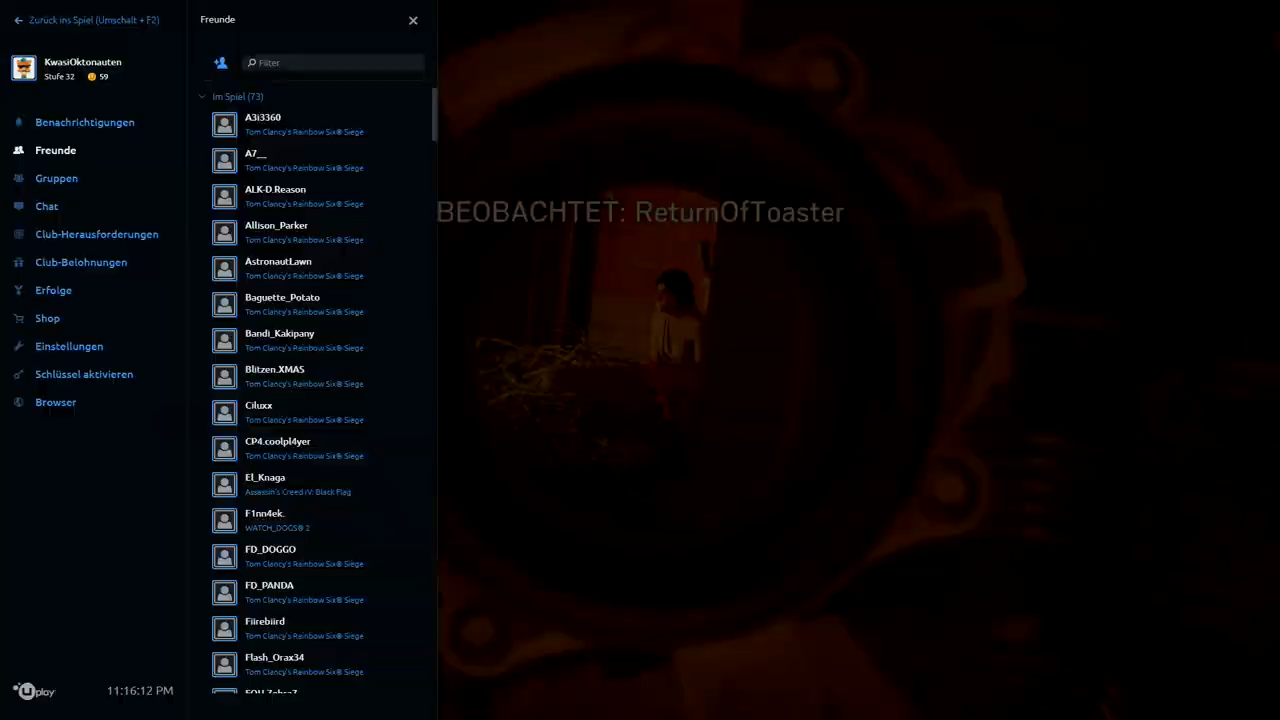 Zurück ins Spiel (Umschalt + F2)
KwasiOktonauten
Stufe 32 59
Benachrichtigungen
Freunde
Gruppen
Chat
Club-Herausforderungen
Club-Belohnungen
Erfolge
Shop
Einstellungen
Schlüssel aktivieren
Browser
Uplay
11:16:12 PM
Freunde
Filter
Im Spiel (73)
A3i3360
Tom Clancy's Rainbow Six® Siege
A7__
Tom Clancy's Rainbow Six® Siege
ALK-D.Reason
Tom Clancy's Rainbow Six® Siege
Allison_Parker
Tom Clancy's Rainbow Six® Siege
AstronautLawn
Tom Clancy's Rainbow Six® Siege
Baguette_Potato
Tom Clancy's Rainbow Six® Siege
Bandi_Kakipany
Tom Clancy's Rainbow Six® Siege
Blitzen.XMAS
Tom Clancy's Rainbow Six® Siege
Ciluxx
Tom Clancy's Rainbow Six® Siege
CP4.coolpl4yer
Tom Clancy's Rainbow Six® Siege
El_Knaga
Assassin's Creed IV: Black Flag
F1nn4ek.
WATCH_DOGS® 2
FD_DOGGO
Tom Clancy's Rainbow Six® Siege
FD_PANDA
Tom Clancy's Rainbow Six® Siege
Fiirebiird
Tom Clancy's Rainbow Six® Siege
Flash_Orax34
Tom Clancy's Rainbow Six® Siege
BEOBACHTET: ReturnOfToaster